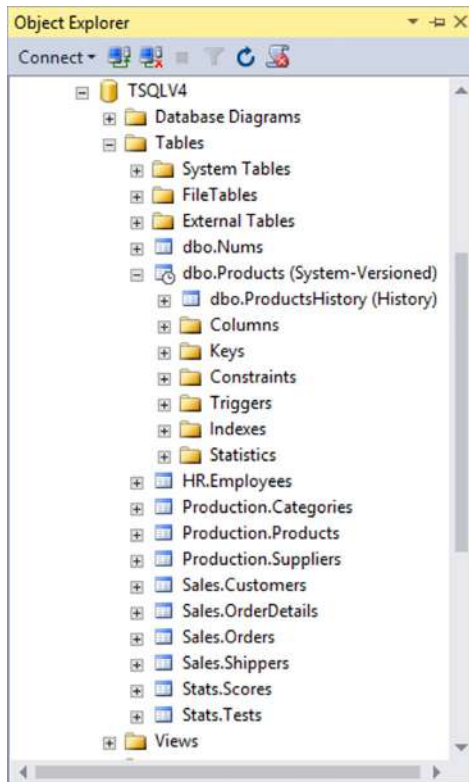 Object Explorer
Connect
TSQLV4
Database Diagrams
Tables
System Tables
FileTables
External Tables
dbo.Nums
dbo.Products (System-Versioned)
dbo.ProductsHistory (History)
Columns
Keys
Constraints
Triggers
Indexes
Statistics
HR.Employees
Production.Categories
Production.Products
Production.Suppliers
Sales.Customers
Sales.OrderDetails
Sales.Orders
Sales.Shippers
Stats.Scores
Stats.Tests
Views